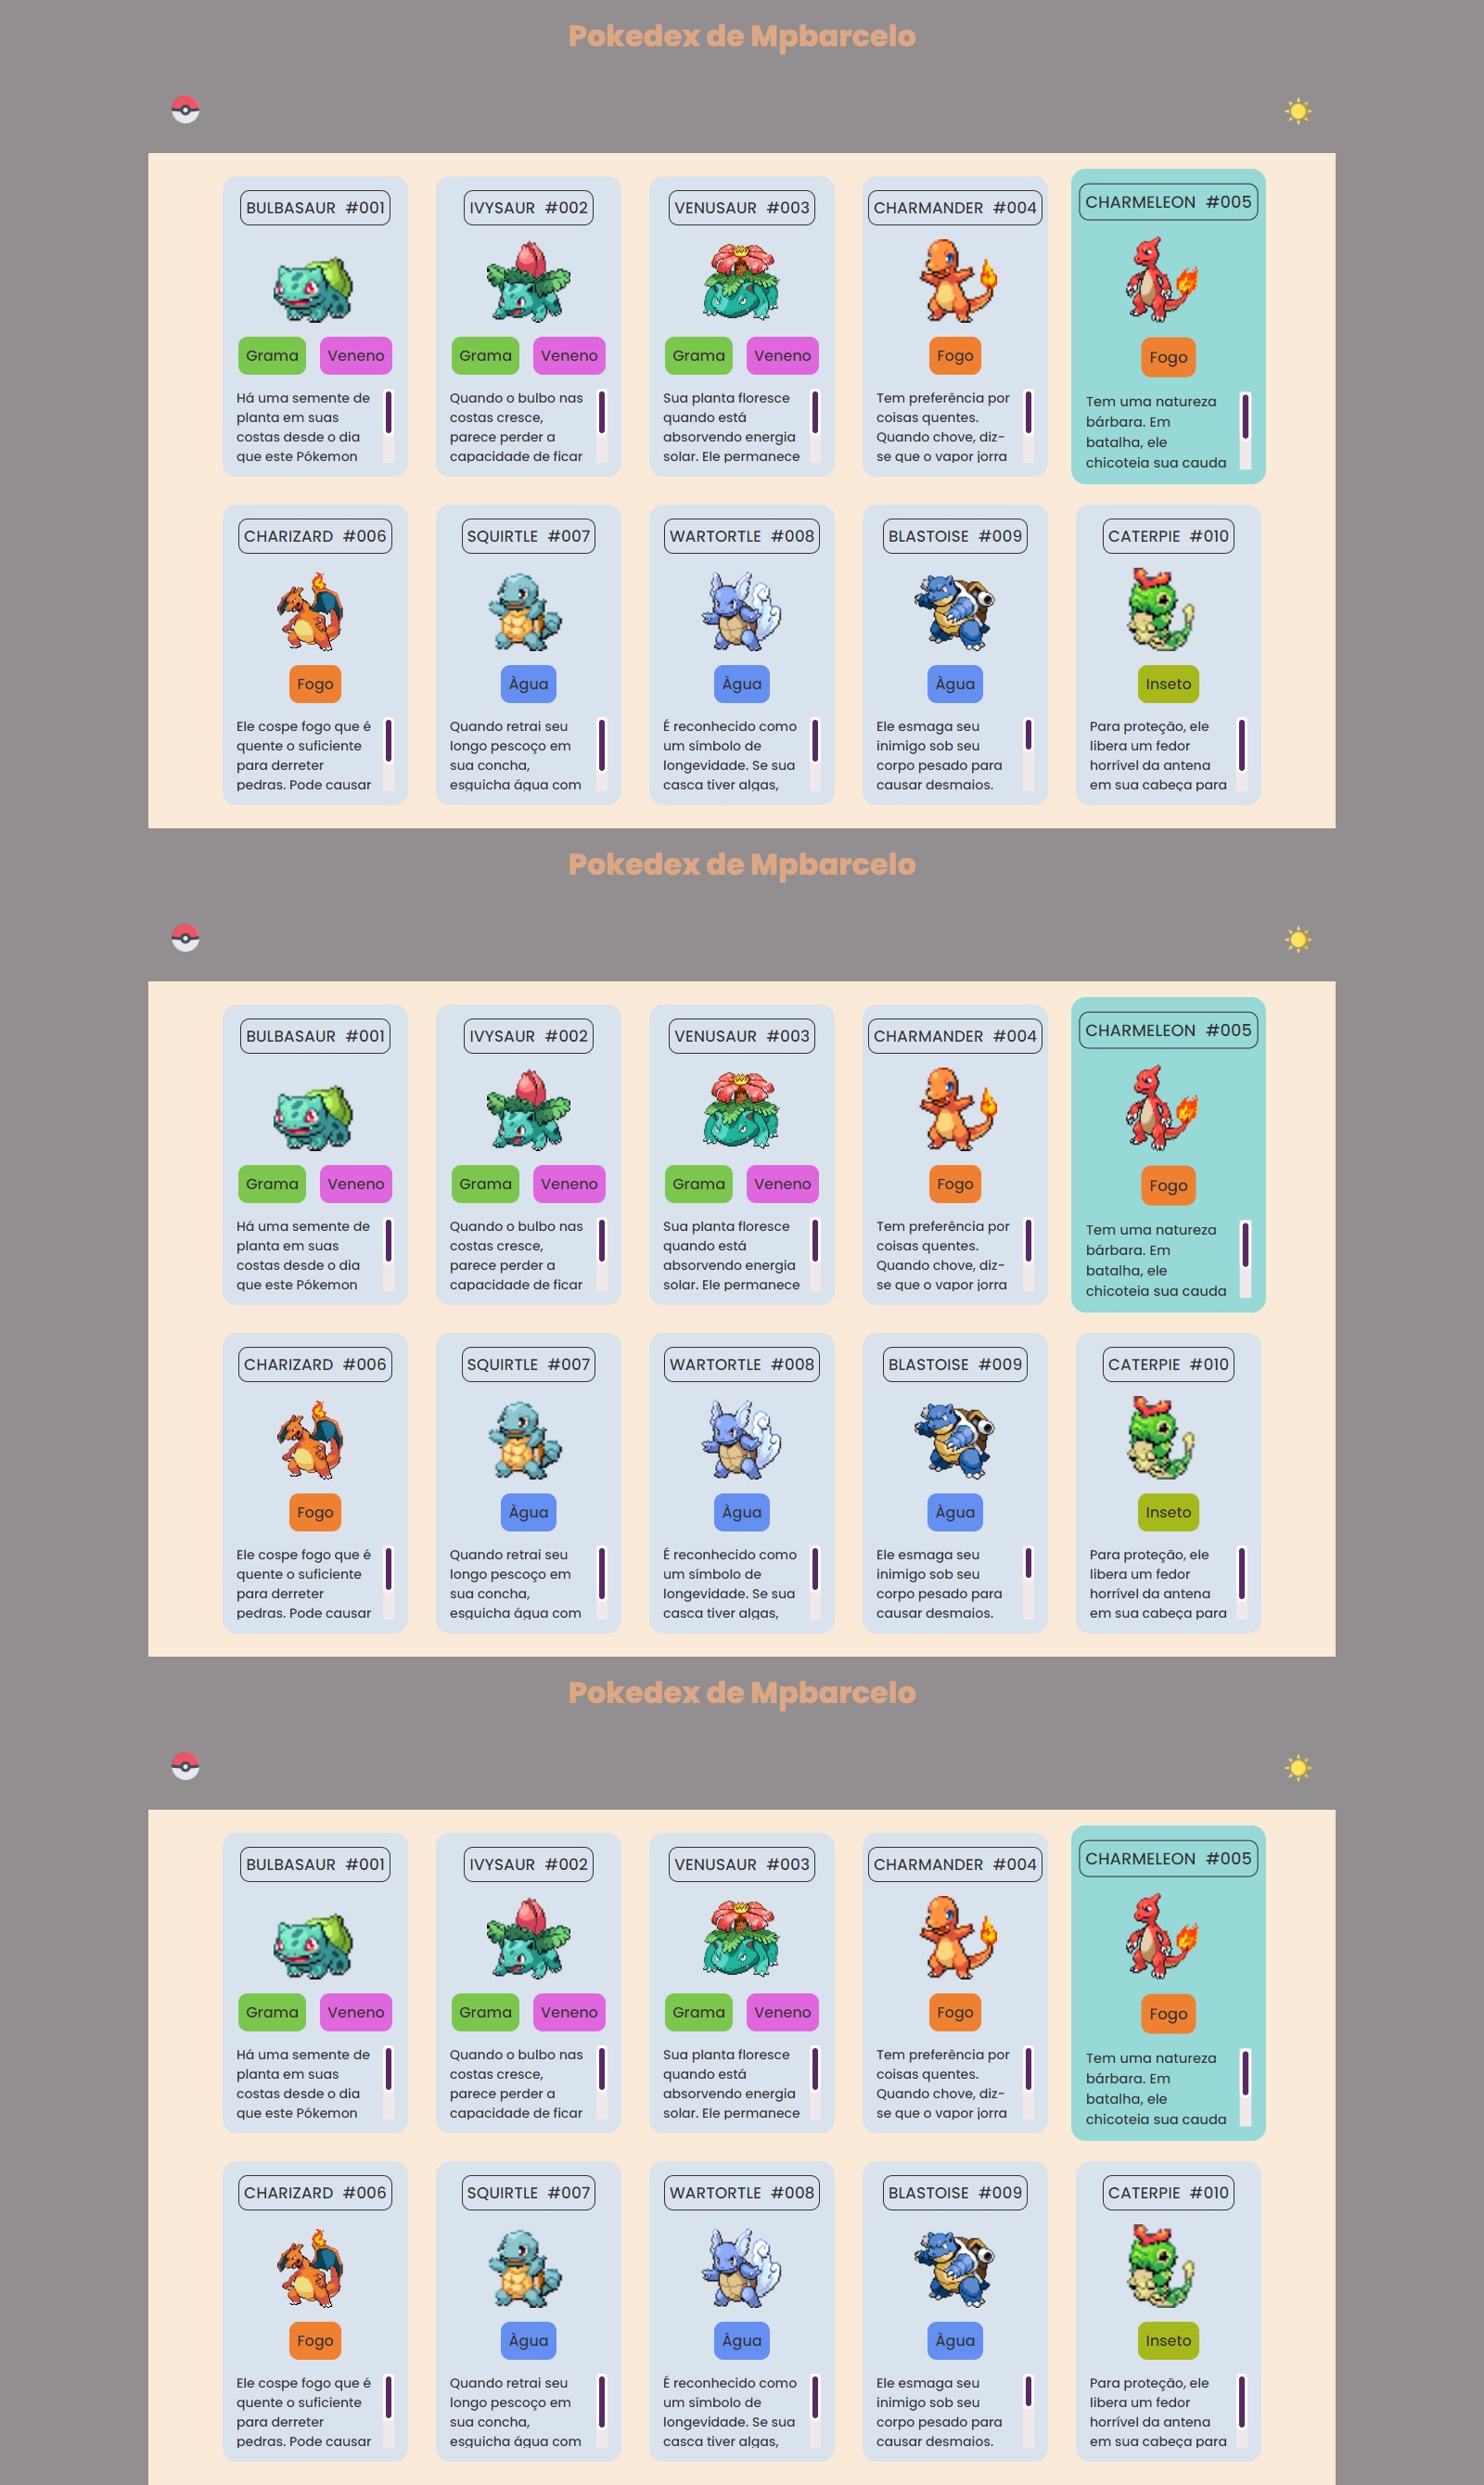 Pokedex de Mpbarcelo
BULBASAUR #001
IVYSAUR #002
VENUSAUR #003
CHARMANDER #004
CHARMELEON #005
Grama Veneno
Grama Veneno
Grama Veneno
Fogo
Fogo
Há uma semente de
planta em suas
costas desde o dia
que este Pókemon
Quando o bulbo nas
costas cresce,
parece perder a
capacidade de ficar
Sua planta floresce
quando está
absorvendo energia
solar. Ele permanece
Tem preferência por
coisas quentes.
Quando chove, diz-
se que o vapor jorra
Tem uma natureza
bárbara. Em
batalha, ele
chicoteia sua cauda
CHARIZARD #006
SQUIRTLE #007
WARTORTLE #008
BLASTOISE #009
CATERPIE #010
Fogo
Àgua
Àgua
Àgua
Inseto
Ele cospe fogo que é
quente o suficiente
para derreter
pedras. Pode causar
Quando retrai seu
longo pescoço em
sua concha,
esguicha água com
É reconhecido como
um símbolo de
longevidade. Se sua
casca tiver algas,
Ele esmaga seu
inimigo sob seu
corpo pesado para
causar desmaios.
Para proteção, ele
libera um fedor
horrível da antena
em sua cabeça para
Pokedex de Mpbarcelo
BULBASAUR #001
IVYSAUR #002
VENUSAUR #003
CHARMANDER #004
CHARMELEON #005
Grama Veneno
Grama Veneno
Grama Veneno
Fogo
Fogo
Há uma semente de
planta em suas
costas desde o dia
que este Pókemon
Quando o bulbo nas
costas cresce,
parece perder a
capacidade de ficar
Sua planta floresce
quando está
absorvendo energia
solar. Ele permanece
Tem preferência por
coisas quentes.
Quando chove, diz-
se que o vapor jorra
Tem uma natureza
bárbara. Em
batalha, ele
chicoteia sua cauda
CHARIZARD #006
SQUIRTLE #007
WARTORTLE #008
BLASTOISE #009
CATERPIE #010
Fogo
Àgua
Àgua
Àgua
Inseto
Ele cospe fogo que é
quente o suficiente
para derreter
pedras. Pode causar
Quando retrai seu
longo pescoço em
sua concha,
esguicha água com
É reconhecido como
um símbolo de
longevidade. Se sua
casca tiver algas,
Ele esmaga seu
inimigo sob seu
corpo pesado para
causar desmaios.
Para proteção, ele
libera um fedor
horrível da antena
em sua cabeça para
Pokedex de Mpbarcelo
BULBASAUR #001
IVYSAUR #002
VENUSAUR #003
CHARMANDER #004
CHARMELEON #005
Grama Veneno
Grama Veneno
Grama Veneno
Fogo
Fogo
Há uma semente de
planta em suas
costas desde o dia
que este Pókemon
Quando o bulbo nas
costas cresce,
parece perder a
capacidade de ficar
Sua planta floresce
quando está
absorvendo energia
solar. Ele permanece
Tem preferência por
coisas quentes.
Quando chove, diz-
se que o vapor jorra
Tem uma natureza
bárbara. Em
batalha, ele
chicoteia sua cauda
CHARIZARD #006
SQUIRTLE #007
WARTORTLE #008
BLASTOISE #009
CATERPIE #010
Fogo
Àgua
Àgua
Àgua
Inseto
Ele cospe fogo que é
quente o suficiente
para derreter
pedras. Pode causar
Quando retrai seu
longo pescoço em
sua concha,
esguicha água com
É reconhecido como
um símbolo de
longevidade. Se sua
casca tiver algas,
Ele esmaga seu
inimigo sob seu
corpo pesado para
causar desmaios.
Para proteção, ele
libera um fedor
horrível da antena
em sua cabeça para